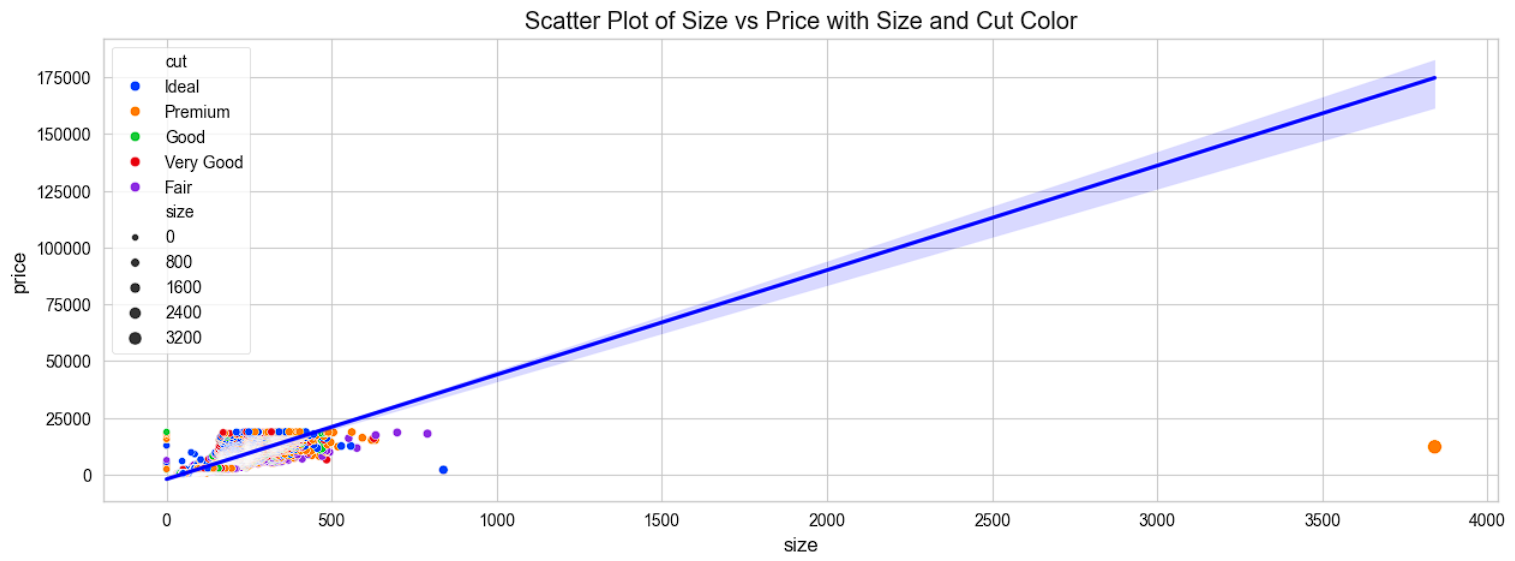 Scatter Plot of Size vs Price with Size and Cut Color
175000
150000
125000
100000
75000
50000
25000
0
price
cut
Ideal
Premium
Good
Very Good
Fair
size
0
800
1600
2400
3200
0 500 1000 1500 2000 2500 3000 3500 4000
size